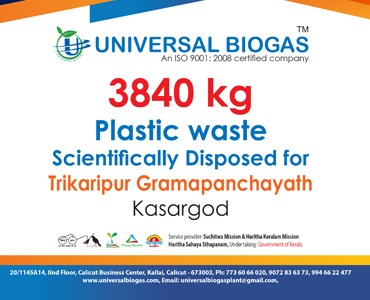 UNIVERSAL BIOGAS TM
An ISO 9001: 2008 certified company
3840 kg
Plastic waste
Scientifically Disposed for
Trikaripur Gramapanchayath
Kasargod
Service provider: Suchitwa Mission & Haritha Keralam Mission
Haritha Sahaya Sthapanam, Under taking: Government of Kerala
20/1145A14, IInd Floor, Calicut Business Center, Kallai, Calicut - 673003, Ph: 773 60 66 020, 9072 83 63 73, 994 66 22 477
www.universalbiogas.com, Email: universalbiogasplant@gmail.com,